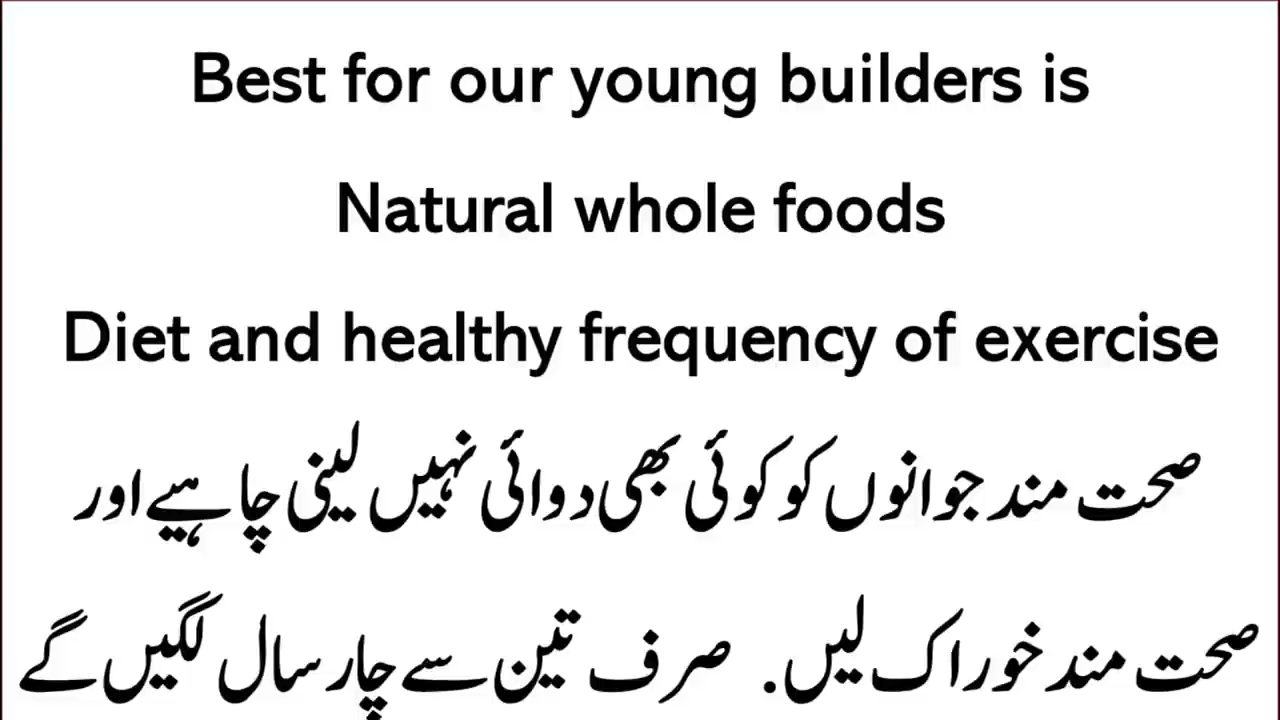 Best for our young builders is
Natural whole foods
Diet and healthy frequency of exercise
صحت مند جوانوں کو کوئی بھی دوائی نہیں لینی چاہیے اور
صحت مند خوراک لیں. صرف تین سے چار سال لگیں گے